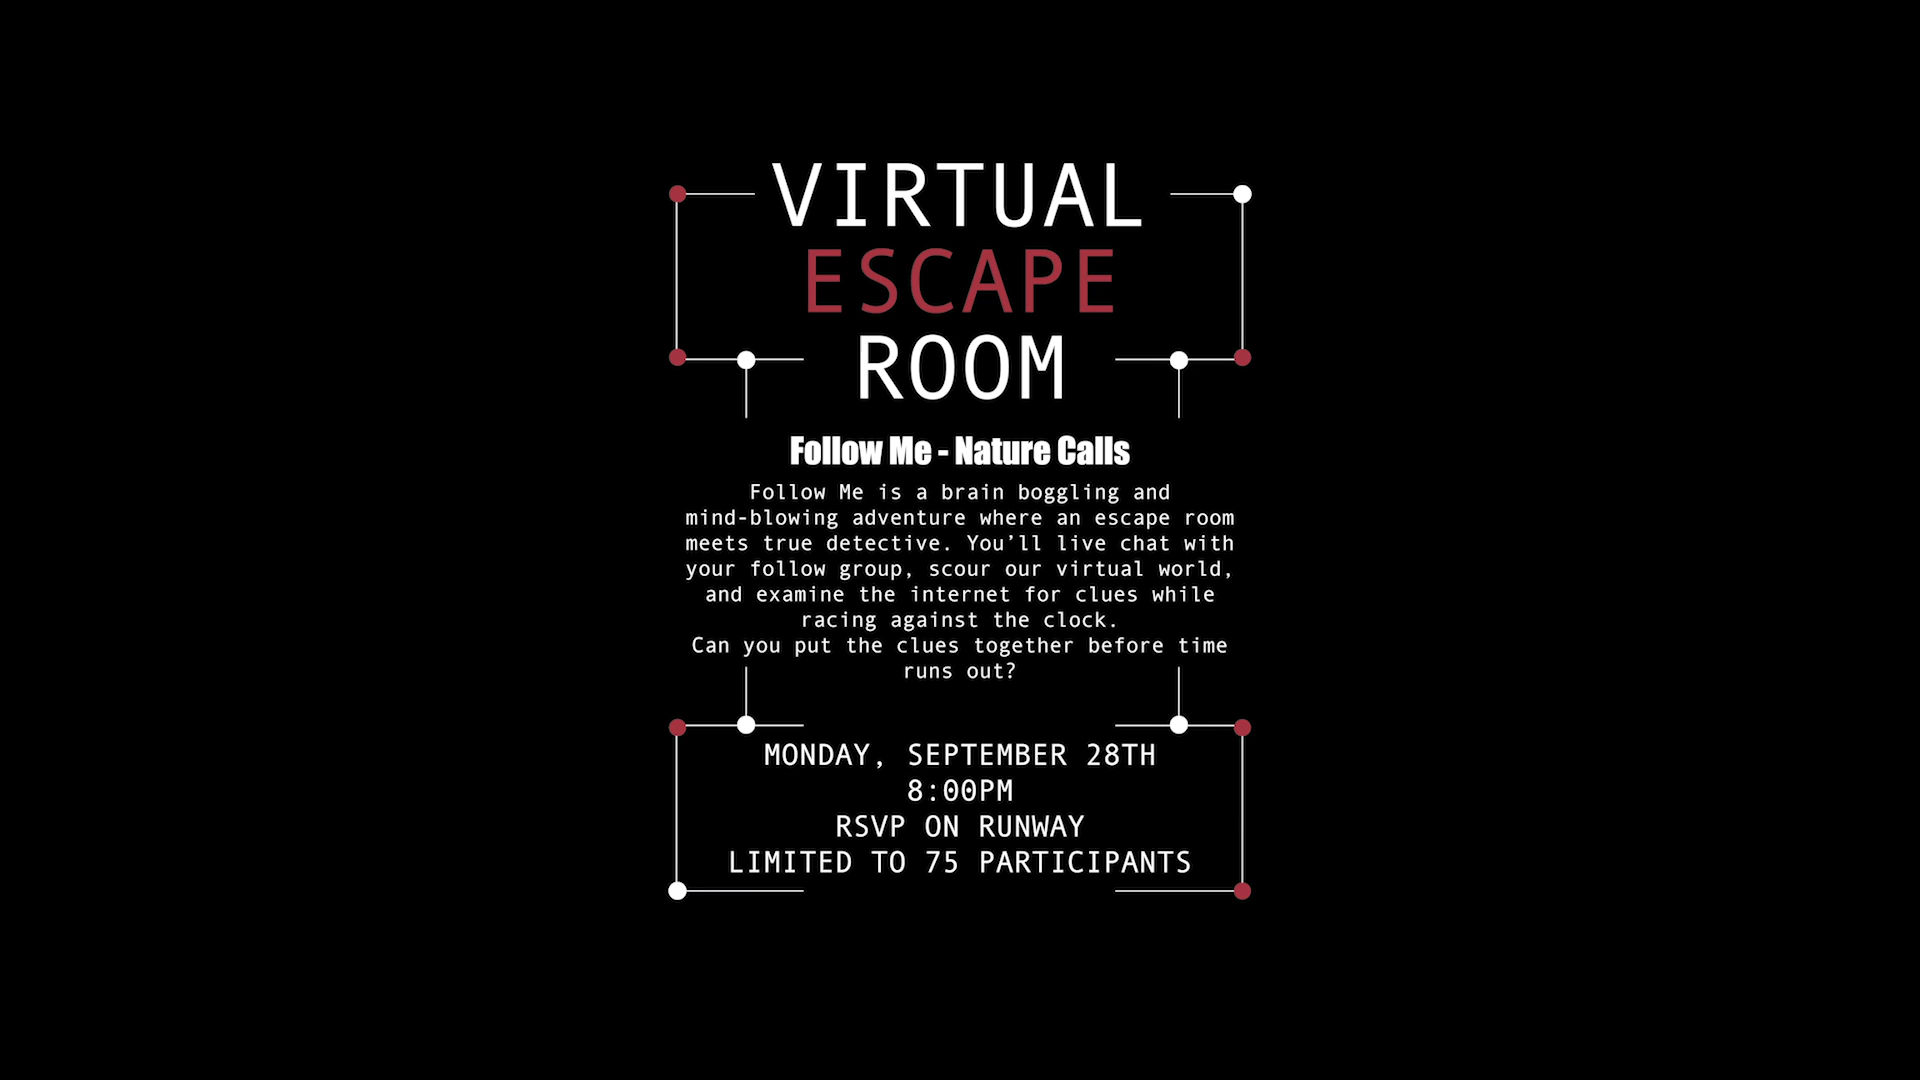 VIRTUAL
ESCAPE
ROOM
Follow Me - Nature Calls
Follow Me is a brain boggling and
mind-blowing adventure where an escape room
meets true detective. You’ll live chat with
your follow group, scour our virtual world,
and examine the internet for clues while
racing against the clock.
Can you put the clues together before time
runs out?
MONDAY, SEPTEMBER 28TH
8:00PM
RSVP ON RUNWAY
LIMITED TO 75 PARTICIPANTS